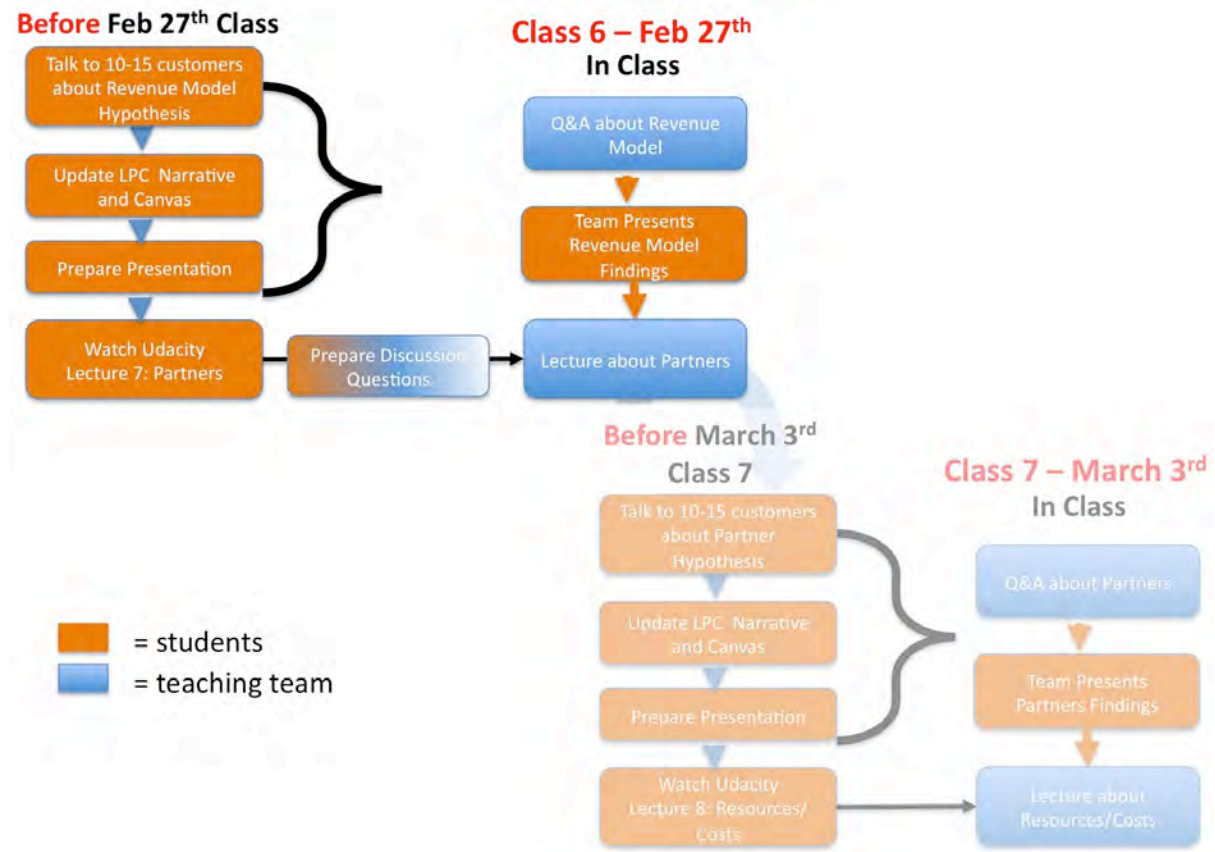 Before Feb 27th Class
Talk to 10-15 customers
about Revenue Model
Hypothesis
Update LPC Narrative
and Canvas
Prepare Presentation
Watch Udacity
Lecture 7: Partners
Prepare Discussion
Questions
Class 6 – Feb 27th
In Class
Q&A about Revenue
Model
Team Presents
Revenue Model
Findings
Lecture about Partners
Before March 3rd
Class 7
Talk to 10-15 customers
about Partner
Hypothesis
Update LPC Narrative
and Canvas
Prepare Presentation
Watch Udacity
Lecture 8: Resources/
Costs
Class 7 – March 3rd
In Class
Q&A about Partners
Team Presents
Partners Findings
Lecture about
Resources/Costs
= students
= teaching team